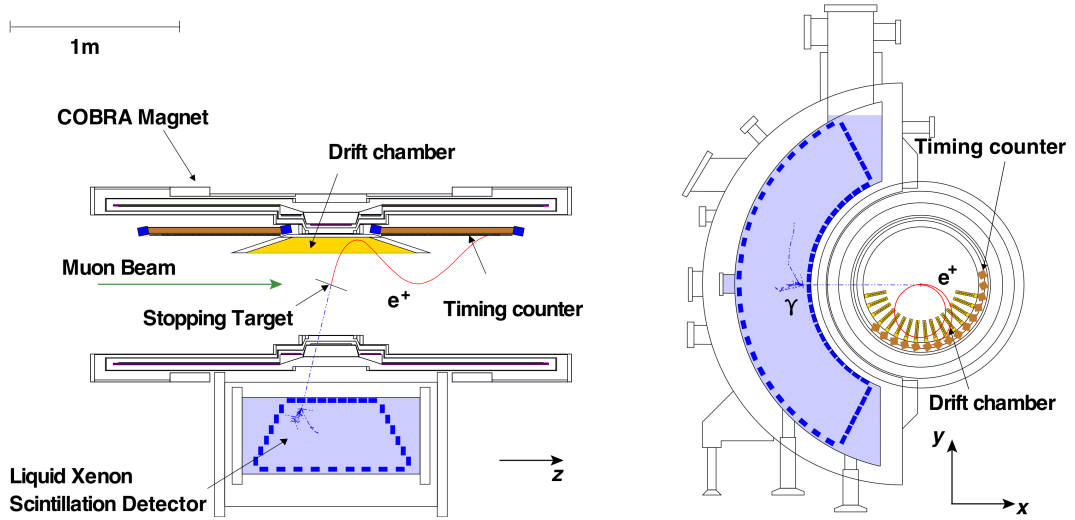 1m
COBRA Magnet
Drift chamber
Muon Beam
e+
Stopping Target
Timing counter
Liquid Xenon
Scintillation Detector
z
Timing counter
e+
γ
Drift chamber
y
x